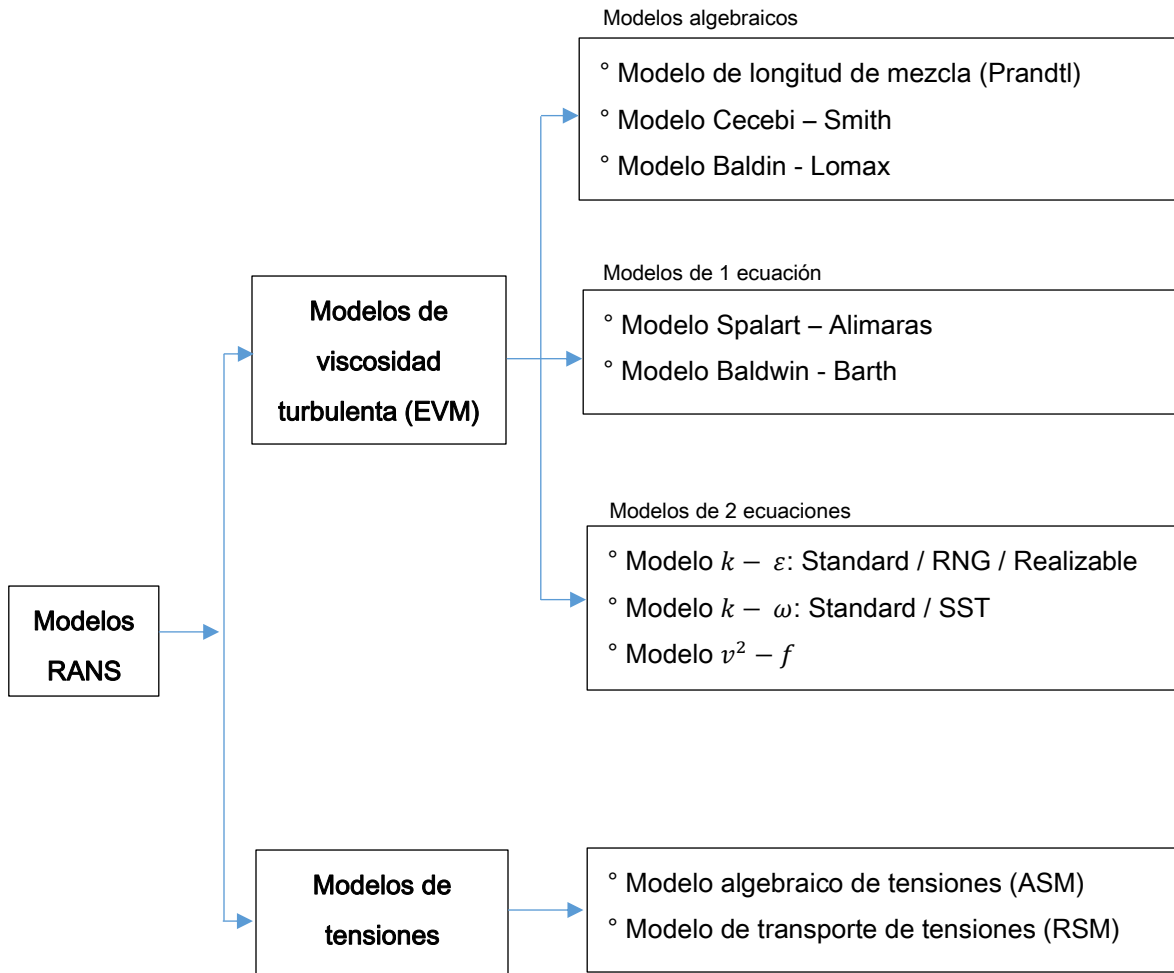 Modelos algebraicos
° Modelo de longitud de mezcla (Prandtl)
° Modelo Cecebi – Smith
° Modelo Baldin - Lomax
Modelos de 1 ecuación
° Modelo Spalart – Alimaras
° Modelo Baldwin - Barth
Modelos de
viscosidad
turbulenta (EVM)
Modelos de 2 ecuaciones
° Modelo 𝑘 − 𝜀: Standard / RNG / Realizable
° Modelo 𝑘 − 𝜔: Standard / SST
° Modelo 𝑣² − 𝑓
Modelos
RANS
Modelos de
tensiones
° Modelo algebraico de tensiones (ASM)
° Modelo de transporte de tensiones (RSM)